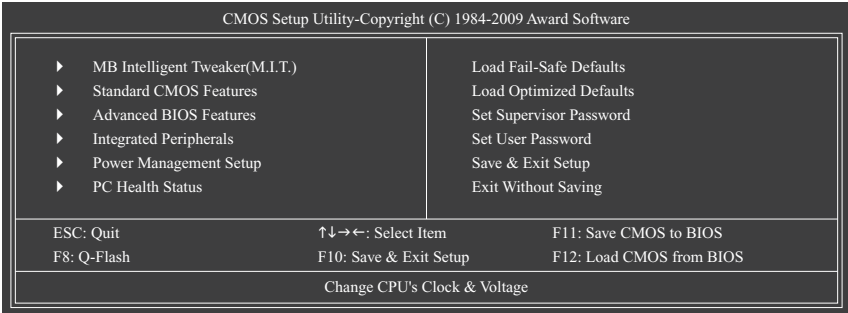 CMOS Setup Utility-Copyright (C) 1984-2009 Award Software
MB Intelligent Tweaker(M.I.T.)
Standard CMOS Features
Advanced BIOS Features
Integrated Peripherals
Power Management Setup
PC Health Status
Load Fail-Safe Defaults
Load Optimized Defaults
Set Supervisor Password
Set User Password
Save & Exit Setup
Exit Without Saving
ESC: Quit ↑↓→←: Select Item F11: Save CMOS to BIOS
F8: Q-Flash F10: Save & Exit Setup F12: Load CMOS from BIOS
Change CPU's Clock & Voltage